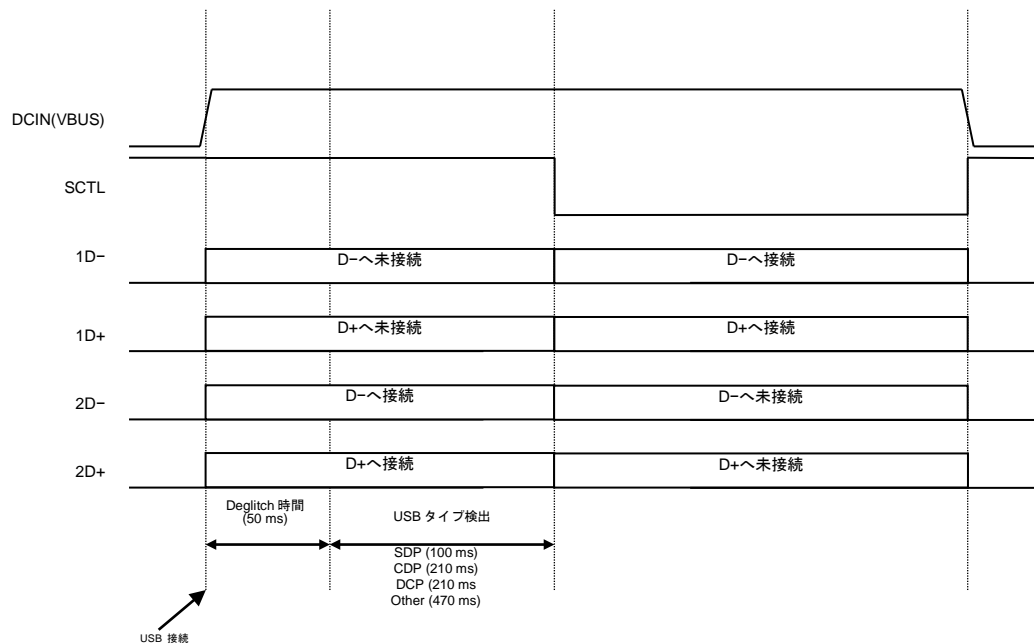 DCIN(VBUS)
SCTL
1D−
D−へ未接続
D−へ接続
1D+
D+へ未接続
D+へ接続
2D−
D−へ接続
D−へ未接続
2D+
D+へ接続
D+へ未接続
Deglitch 時間
(50 ms)
USB タイプ検出
SDP (100 ms)
CDP (210 ms)
DCP (210 ms
Other (470 ms)
USB 接続